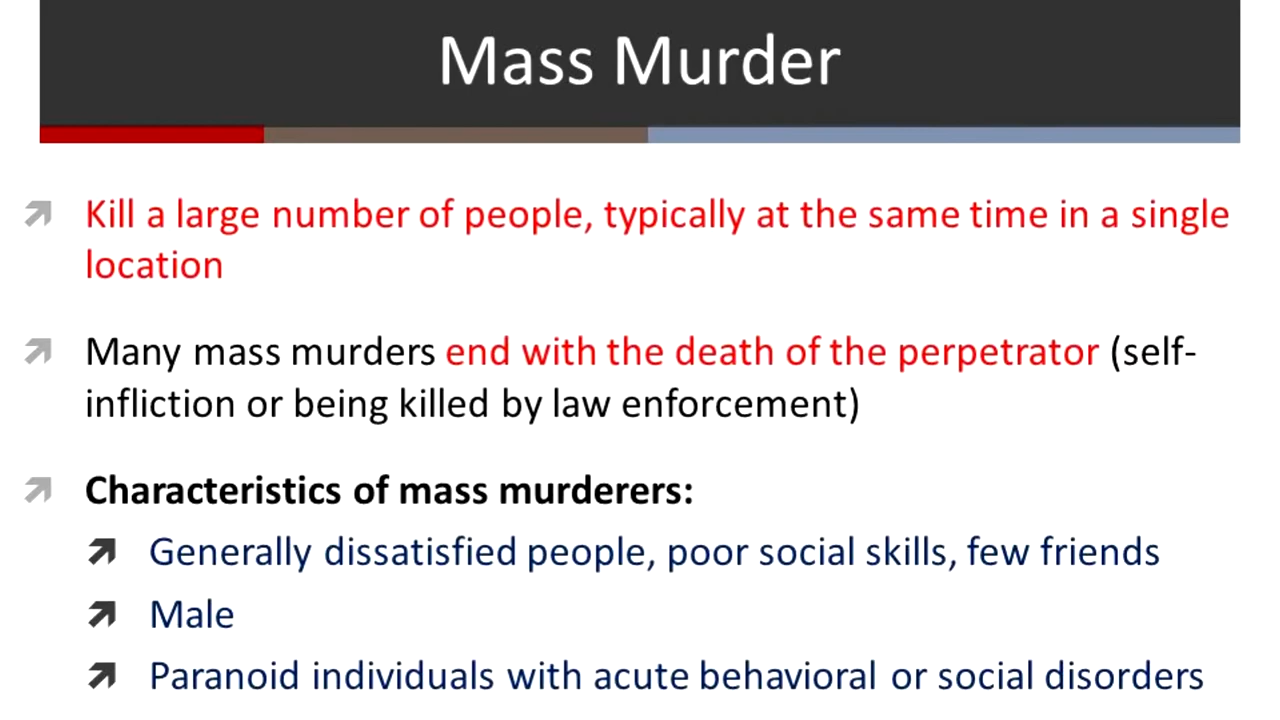 Mass Murder
Kill a large number of people, typically at the same time in a single
location
Many mass murders end with the death of the perpetrator (self-
infliction or being killed by law enforcement)
Characteristics of mass murderers:
Generally dissatisfied people, poor social skills, few friends
Male
Paranoid individuals with acute behavioral or social disorders